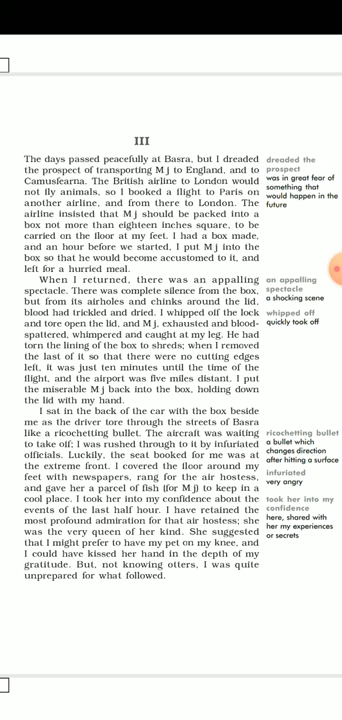 III
The days passed peacefully at Basra, but I dreaded
the prospect of transporting Mij to England, and to
Camusfearna. The British airline to London would
not fly animals, so I booked a flight to Paris on
another airline, and from there to London. The
airline insisted that Mij should be packed into a
box not more than eighteen inches square, to
be carried on the floor at my feet. I had a box made,
and an hour before we started, I put Mij into the
box so that he would become accustomed to it, and
left for a hurried meal.
When I returned, there was an appalling
spectacle. There was complete silence from the box,
but from its airholes and chinks around the lid,
blood had trickled and dried. I whipped off the lock
and tore open the lid, and Mij, exhausted and blood-
spattered, whimpered and caught at my leg. He had
torn the lining of the box to shreds; when I removed
the last of it so that there were no cutting edges
left, it was just ten minutes until the time of the
flight, and the airport was five miles distant. I put
the miserable Mij back into the box, holding down
the lid with my hand.
I sat in the back of the car with the box beside
me as the driver tore through the streets of Basra
like a ricochetting bullet. The aircraft was waiting
to take off; I was rushed through to it by infuriated
officials. Luckily, the seat booked for me was at
the extreme front. I covered the floor around my
feet with newspapers, rang for the air hostess,
and gave her a parcel of fish (for Mij) to keep in a
cool place. I took her into my confidence about the
events of the last half hour. I have retained the
most profound admiration for that air hostess; she
was the very queen of her kind. She suggested
that I might prefer to have my pet on my knee, and
I could have kissed her hand in the depth of my
gratitude. But, not knowing otters, I was quite
unprepared for what followed.
dreaded the
prospect
was in great fear of
something that
would happen in the
future
an appalling
spectacle
a shocking scene
whipped off
quickly took off
ricochetting bullet
a bullet which
changes direction
after hitting a surface
infuriated
very angry
took her into my
confidence
here, shared with
her my experiences
or secrets